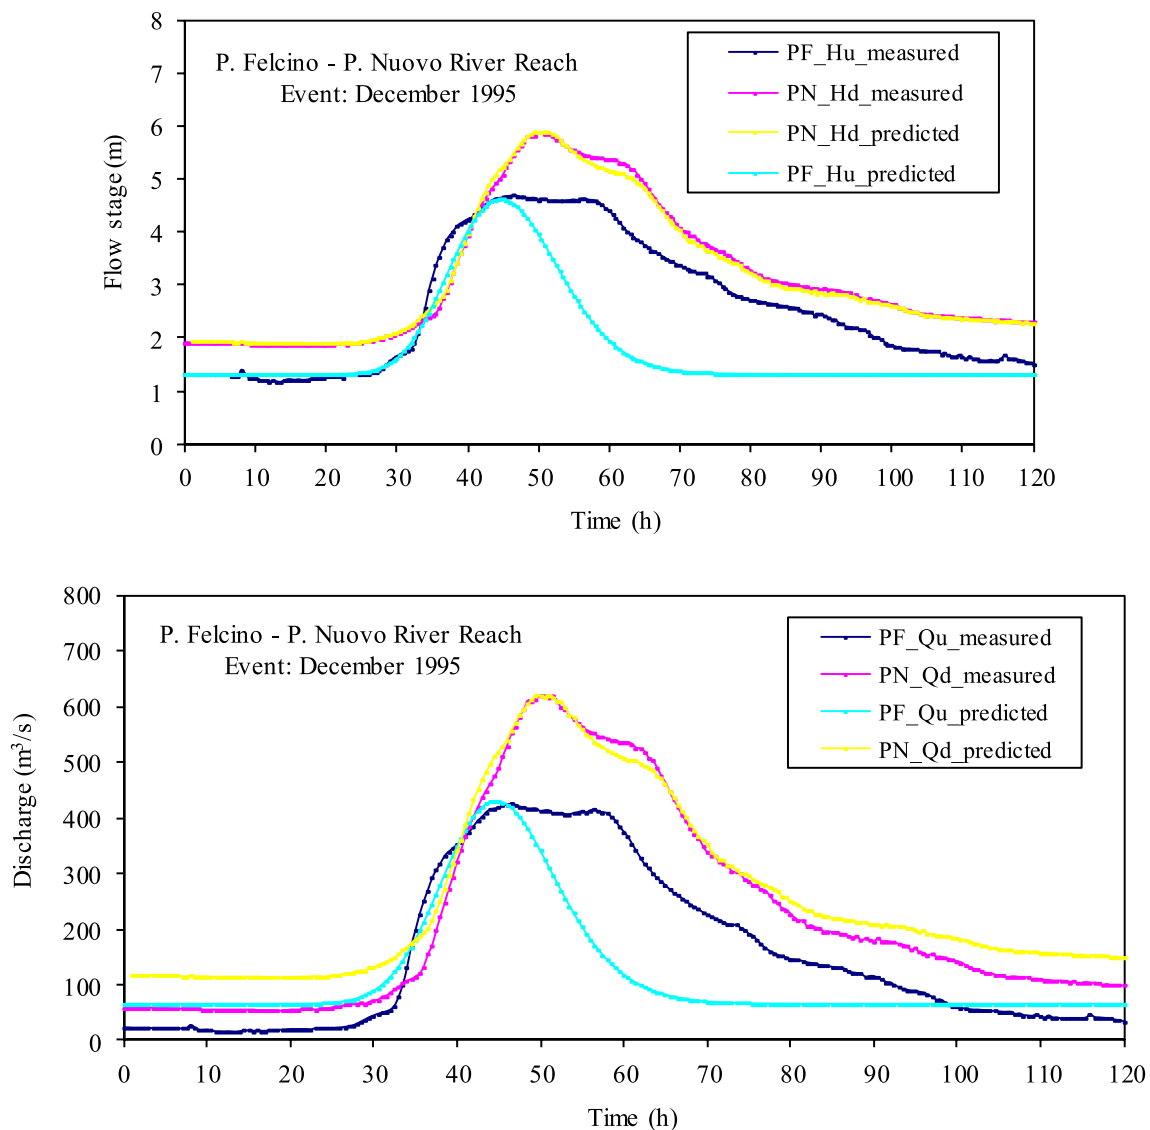 P. Felcino - P. Nuovo River Reach
Event: December 1995
PF_Hu_measured
PN_Hd_measured
PN_Hd_predicted
PF_Hu_predicted
Flow stage (m)
8
7
6
5
4
3
2
1
0
0 10 20 30 40 50 60 70 80 90 100 110 120
Time (h)
P. Felcino - P. Nuovo River Reach
Event: December 1995
PF_Qu_measured
PN_Qd_measured
PF_Qu_predicted
PN_Qd_predicted
Discharge (m³/s)
800
700
600
500
400
300
200
100
0
0 10 20 30 40 50 60 70 80 90 100 110 120
Time (h)